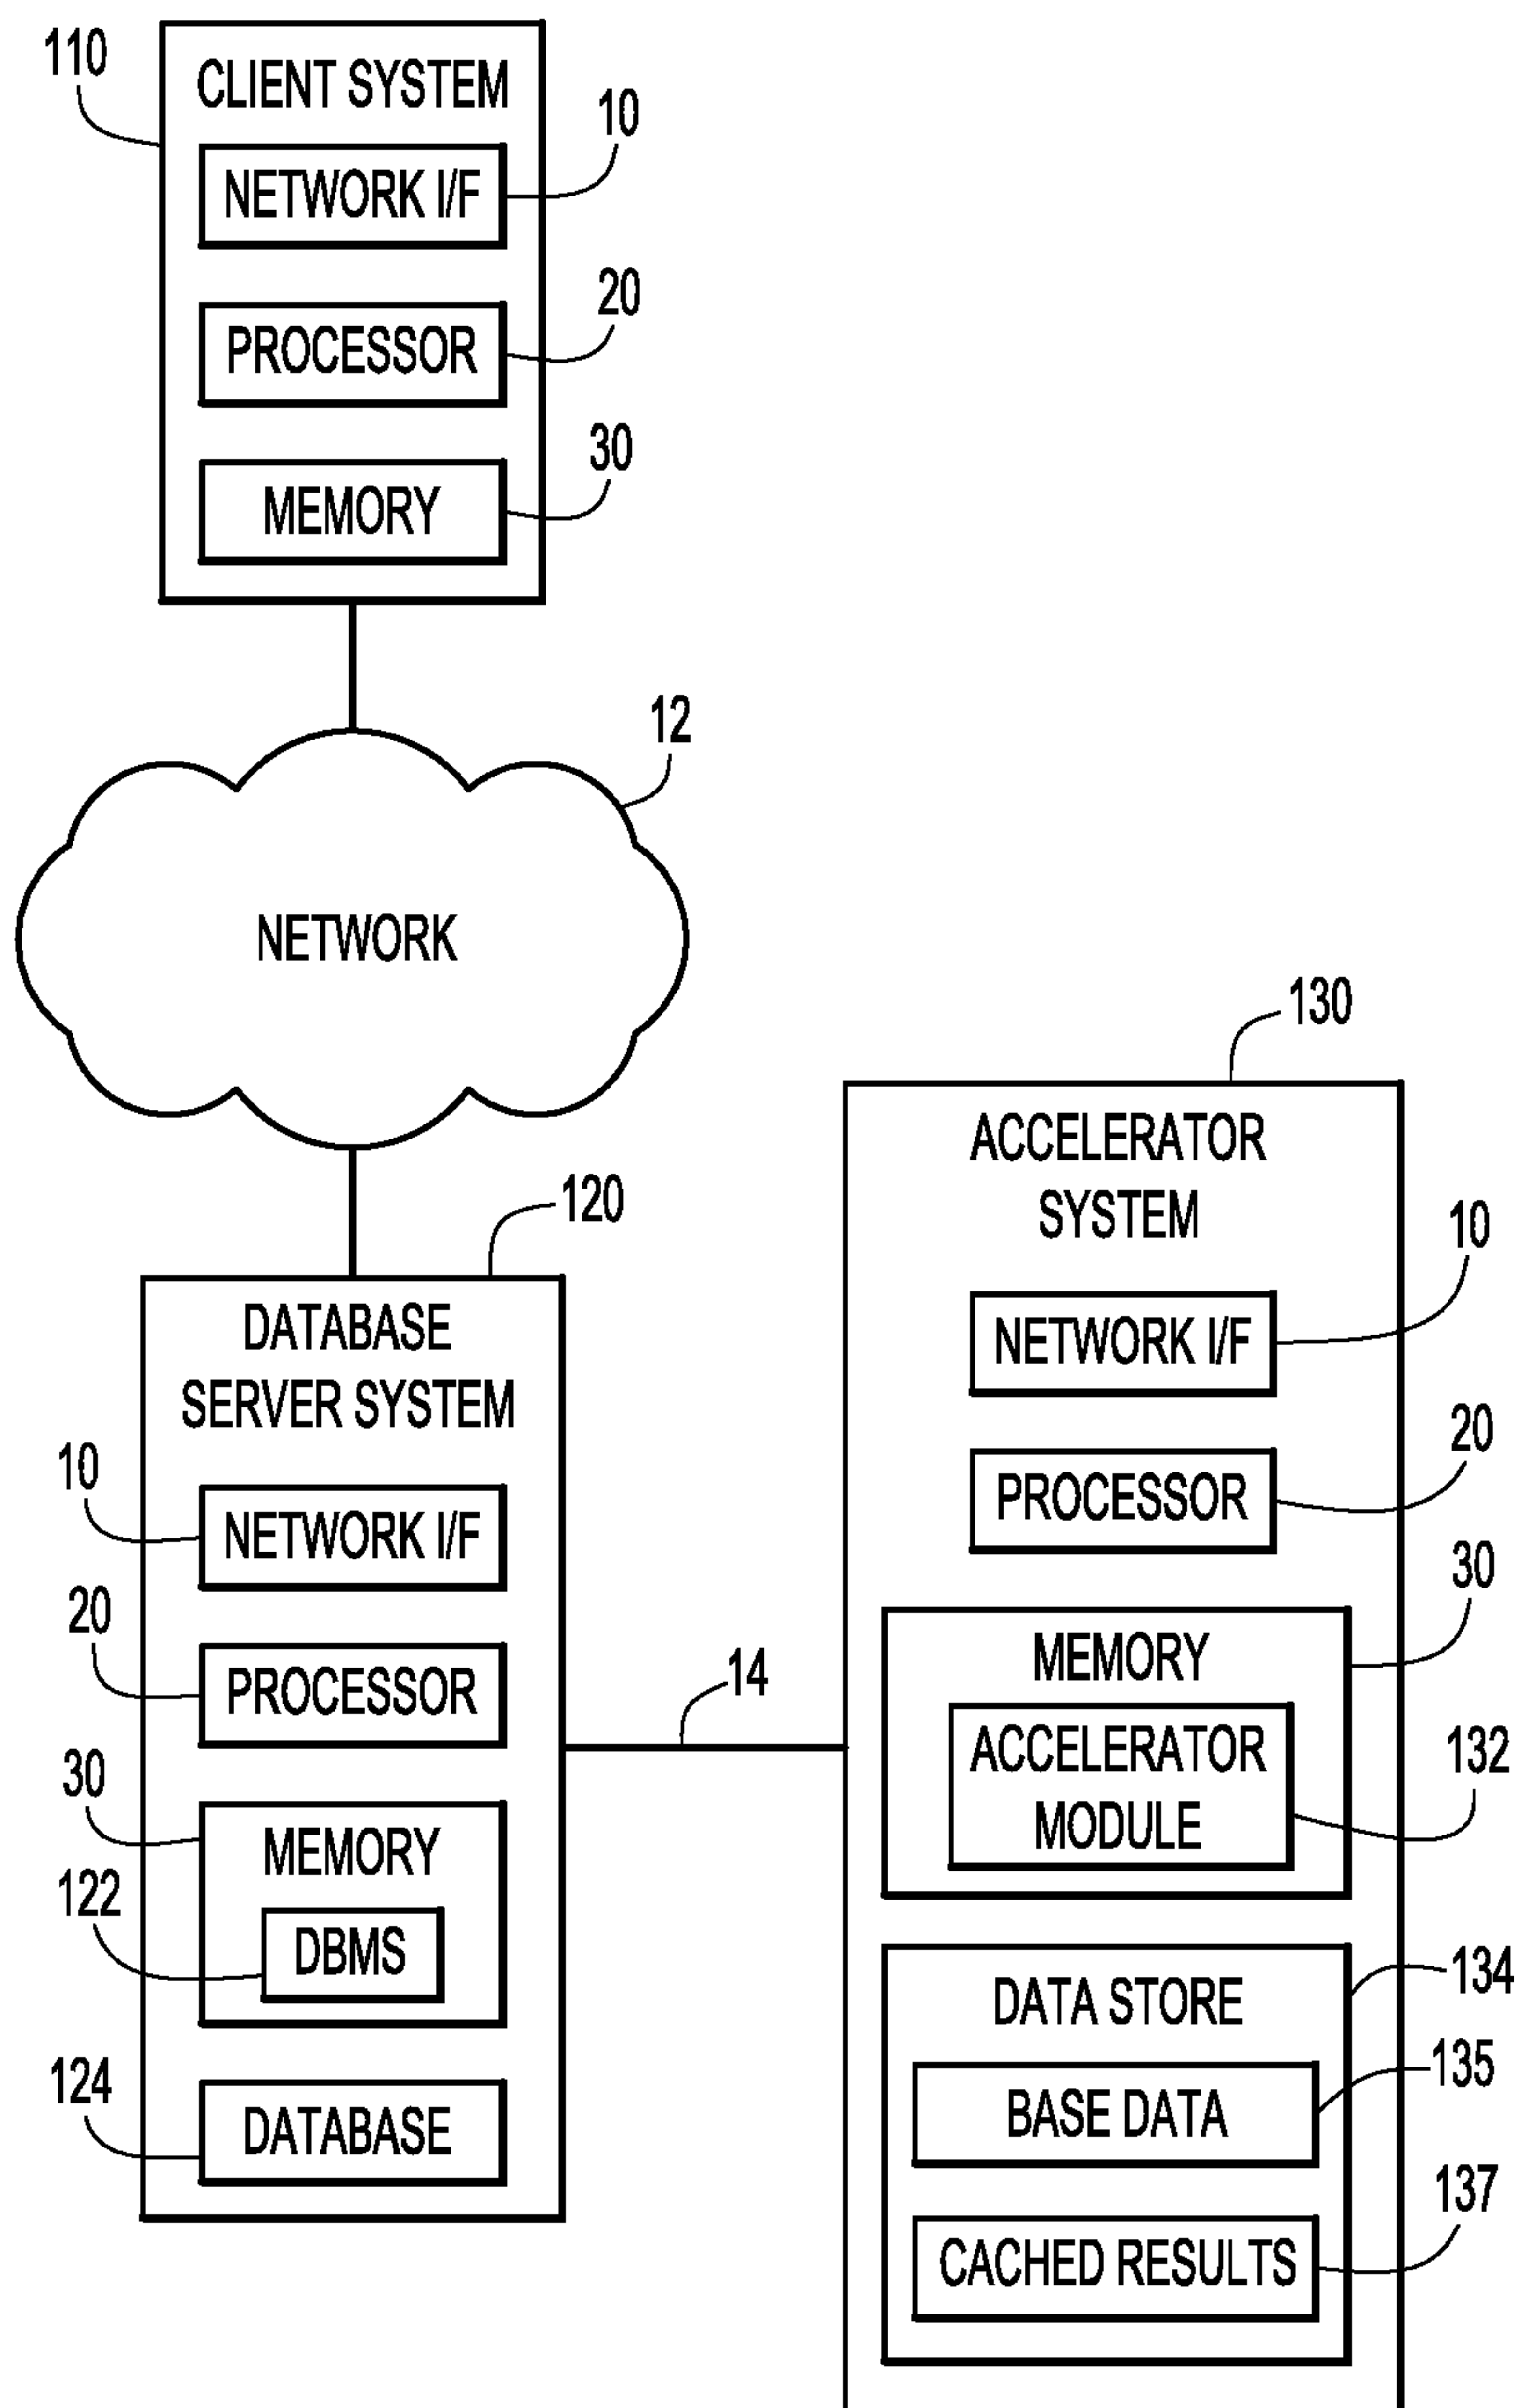 110
CLIENT SYSTEM
10
NETWORK I/F
20
PROCESSOR
30
MEMORY
12
NETWORK
120
DATABASE
SERVER SYSTEM
10
NETWORK I/F
20
PROCESSOR
30
MEMORY
122
DBMS
124
DATABASE
14
130
ACCELERATOR
SYSTEM
10
NETWORK I/F
20
PROCESSOR
30
MEMORY
ACCELERATOR
MODULE
132
DATA STORE
134
BASE DATA
135
CACHED RESULTS
137